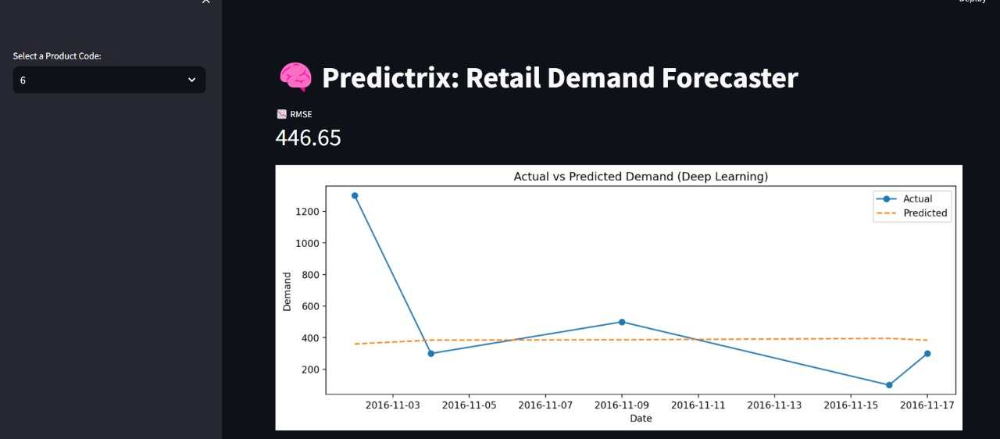 Deploy
Select a Product Code:
6
Predictrix: Retail Demand Forecaster
RMSE
446.65
Actual vs Predicted Demand (Deep Learning)
Actual
Predicted
1200
1000
800
600
400
200
Demand
2016-11-03 2016-11-05 2016-11-07 2016-11-09 2016-11-11 2016-11-13 2016-11-15 2016-11-17
Date